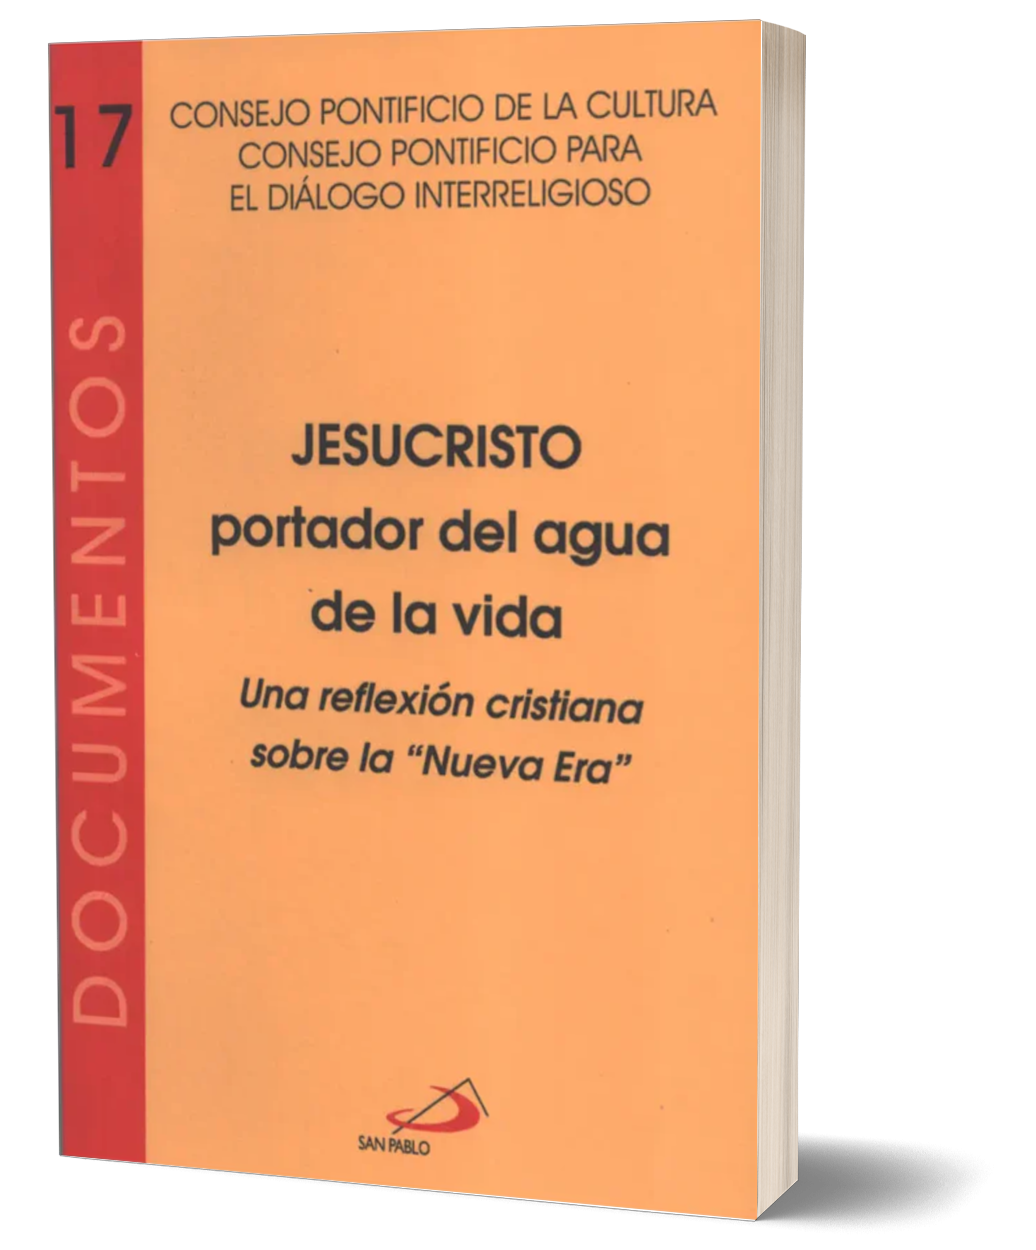 17
CONSEJO PONTIFICIO DE LA CULTURA
CONSEJO PONTIFICIO PARA
EL DIÁLOGO INTERRELIGIOSO
DOCUMENTOS
JESUCRISTO
portador del agua
de la vida
Una reflexión cristiana
sobre la “Nueva Era”
SAN PABLO